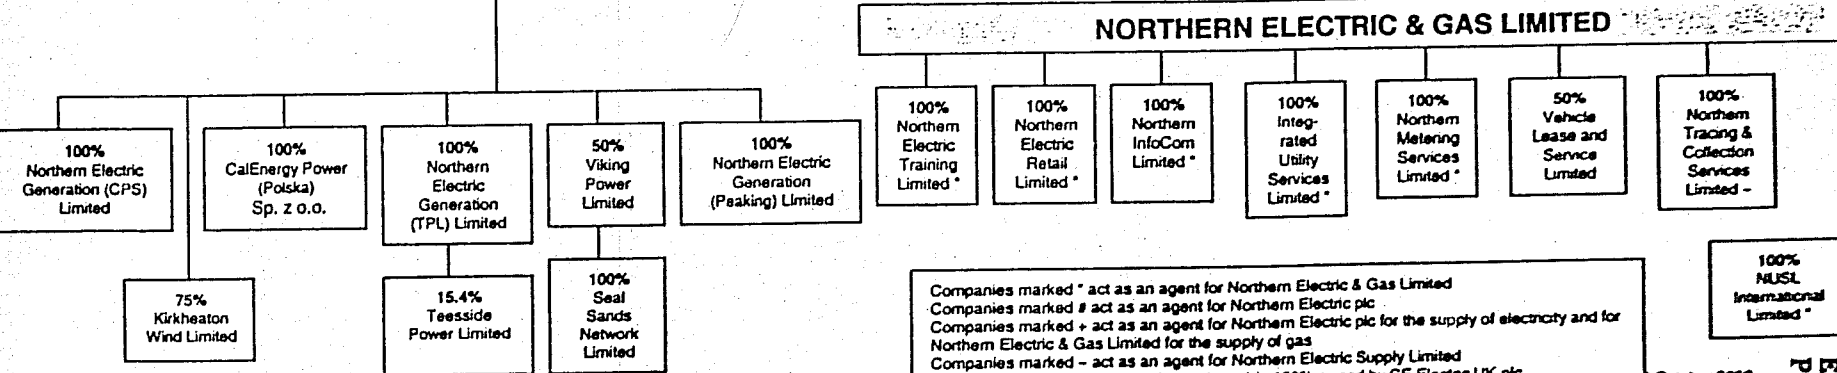 NORTHERN ELECTRIC & GAS LIMITED
100%
Northern Electric
Generation (CPS)
Limited
100%
CalEnergy Power
(Polska)
Sp. z o.o.
100%
Northern
Electric
Generation
(TPL) Limited
50%
Viking
Power
Limited
100%
Northern Electric
Generation
(Peaking) Limited
100%
Northern
Electric
Training
Limited *
100%
Northern
Electric
Retail
Limited *
100%
Northern
InfoCom
Limited *
100%
Integ-
rated
Utility
Services
Limited *
100%
Northern
Metering
Services
Limited *
50%
Vehicle
Lease and
Service
Limited
100%
Northern
Tracing &
Collection
Services
Limited –
75%
Kirkheaton
Wind Limited
15.4%
Teesside
Power Limited
100%
Seal
Sands
Network
Limited
100%
NUSL
International
Limited *
Companies marked * act as an agent for Northern Electric & Gas Limited
Companies marked # act as an agent for Northern Electric plc
Companies marked + act as an agent for Northern Electric plc for the supply of electricity and for
Northern Electric & Gas Limited for the supply of gas
Companies marked – act as an agent for Northern Electric Supply Limited